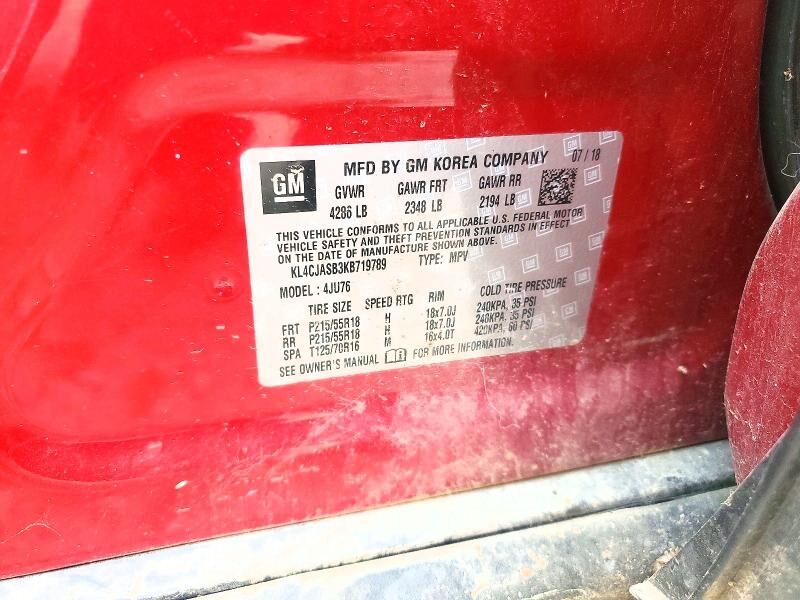 GM MFD BY GM KOREA COMPANY 07/18
GVWR GAWR FRT GAWR RR
4286 LB 2348 LB 2194 LB
THIS VEHICLE CONFORMS TO ALL APPLICABLE U.S. FEDERAL MOTOR
VEHICLE SAFETY AND THEFT PREVENTION STANDARDS IN EFFECT
ON THE DATE OF MANUFACTURE SHOWN ABOVE.
KL4CJASB3KB719789 TYPE: MPV
MODEL : 4JU76
TIRE SIZE SPEED RTG RIM COLD TIRE PRESSURE
FRT P215/55R18 H 18x7.0J 240KPA, 35 PSI
RR P215/55R18 H 18x7.0J 240KPA, 35 PSI
SPA T125/70R16 M 16x4.0T 420KPA, 60 PSI
SEE OWNER'S MANUAL FOR MORE INFORMATION.